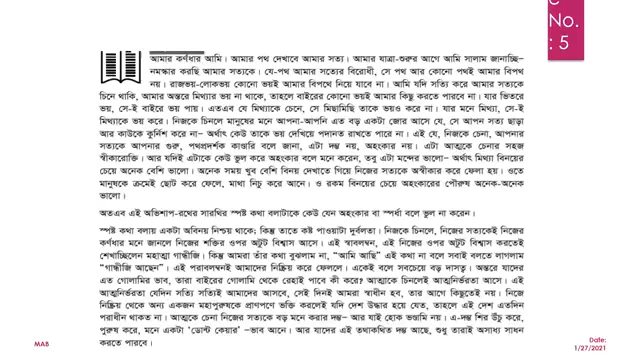 e
No.
: 5
আমার কর্ণধার আমি। আমার পথ দেখাবে আমার সত্য। আমার যাত্রা-শুরুর আগে আমি সালাম জানাচ্ছি–
নমস্কার করছি আমার সত্যকে। যে-পথ আমার সত্যের বিরোধী, সে পথ আর কোনো পথই আমার বিপথ
নয়। রাজভয়-লোকভয় কোনো ভয়ই আমার বিপথে নিয়ে যাবে না। আমি যদি সত্যি করে আমার সত্যকে
চিনে থাকি, আমার অন্তরে মিথ্যার ভয় না থাকে, তাহলে বাইরের কোনো ভয়ই আমার কিছু করতে পারবে না। যার ভিতরে
ভয়, সে-ই বাইরে ভয় পায়। এতএব যে মিথ্যাকে চেনে, সে মিছামিছি তাকে ভয়ও করে না। যার মনে মিথ্যা, সে-ই
মিথ্যাকে ভয় করে। নিজকে চিনলে মানুষের মনে আপনা-আপনি এত বড় একটা জোর আসে যে, সে আপন সত্য ছাড়া
আর কাউকে কুর্নিশ করে না– অর্থাৎ কেউ তাকে ভয় দেখিয়ে পদানত রাখতে পারে না। এই যে, নিজকে চেনা, আপনার
সত্যকে আপনার গুরু, পথপ্রদর্শক কাণ্ডারি বলে জানা, এটা দম্ভ নয়, অহংকার নয়। এটা আত্মকে চেনার সহজ
স্বীকারোক্তি। আর যদিই এটাকে কেউ ভুল করে অহংকার বলে মনে করেন, তবু এটা মন্দের ভালো– অর্থাৎ মিথ্যা বিনয়ের
চেয়ে অনেক বেশি ভালো। অনেক সময় খুব বেশি বিনয় দেখাতে গিয়ে নিজের সত্যকে অস্বীকার করে ফেলা হয়। ওতে
মানুষকে ক্রমেই ছোট করে ফেলে, মাথা নিচু করে আনে। ও রকম বিনয়ের চেয়ে অহংকারের পৌরুষ অনেক-অনেক
ভালো।
অতএব এই অভিশাপ-রথের সারথির স্পষ্ট কথা বলাটাকে কেউ যেন অহংকার বা স্পর্ধা বলে ভুল না করেন।
স্পষ্ট কথা বলায় একটা অবিনয় নিশ্চয় থাকে; কিন্তু তাতে কষ্ট পাওয়াটা দুর্বলতা। নিজকে চিনলে, নিজের সত্যকেই নিজের
কর্ণধার মনে জানলে নিজের শক্তির ওপর অটুট বিশ্বাস আসে। এই স্বাবলম্বন, এই নিজের ওপর অটুট বিশ্বাস করতেই
শেখাচ্ছিলেন মহাত্মা গান্ধীজি। কিন্তু আমরা তাঁর কথা বুঝলাম না, “আমি আছি” এই কথা না বলে সবাই বলতে লাগলাম
“গান্ধীজি আছেন”। এই পরাবলম্বনই আমাদের নিষ্ক্রিয় করে ফেললে। একেই বলে সবচেয়ে বড় দাসত্ব। অন্তরে যাদের
এত গোলামির ভাব, তারা বাইরের গোলামি থেকে রেহাই পাবে কী করে? আত্মাকে চিনলেই আত্মনির্ভরতা আসে। এই
আত্মনির্ভরতা যেদিন সত্যি সত্যিই আমাদের আসবে, সেই দিনই আমরা স্বাধীন হব, তার আগে কিছুতেই নয়। নিজে
নিষ্ক্রিয় থেকে অন্য একজন মহাপুরুষকে প্রাণপণে ভক্তি করলেই যদি দেশ উদ্ধার হয়ে যেত, তাহলে এই দেশ এতদিন
পরাধীন থাকত না। আত্মকে চেনা নিজের সত্যকে বড় মনে করার দম্ভ– আর যাই হোক ভণ্ডামি নয়। এ-দম্ভ শির উঁচু করে,
পুরুষ করে, মনে একটা ‘ডোন্ট কেয়ার’ –ভাব আনে। আর যাদের এই তথাকথিত দম্ভ আছে, শুধু তারাই অসাধ্য সাধন
করতে পারবে।
MAB
Date:
1/27/2021